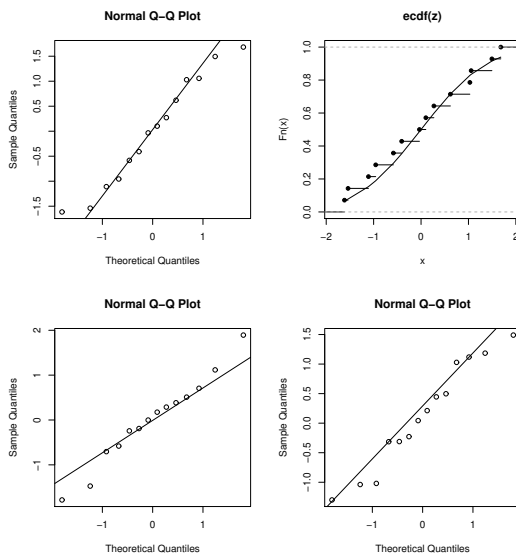 Normal Q−Q Plot
Sample Quantiles
−1.5
−0.5
0.5
1.5
−1
0
1
Theoretical Quantiles
ecdf(z)
Fn(x)
0.0
0.2
0.4
0.6
0.8
1.0
−2
−1
0
1
2
x
Normal Q−Q Plot
Sample Quantiles
−1
0
1
2
−1
0
1
Theoretical Quantiles
Normal Q−Q Plot
Sample Quantiles
−1.0
−0.5
0.0
0.5
1.0
1.5
−1
0
1
Theoretical Quantiles